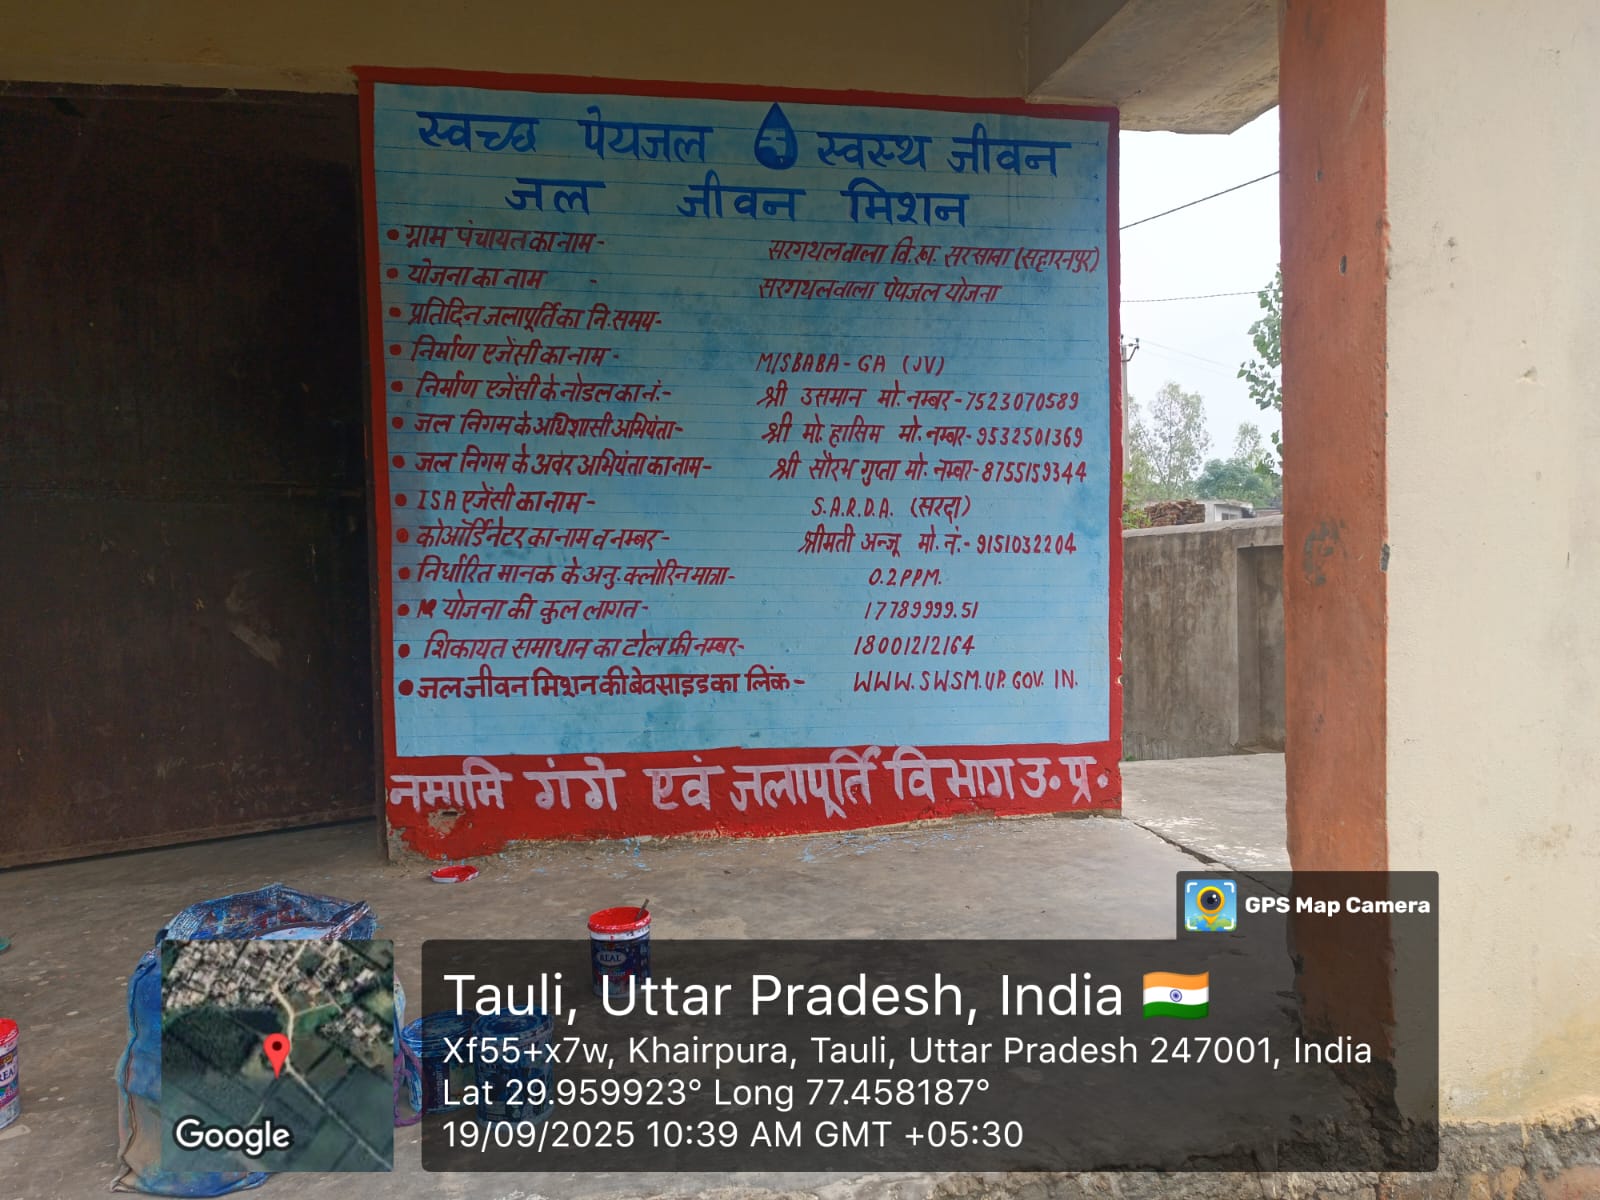 स्वच्छ पेयजल स्वस्थ जीवन
जल जीवन मिशन
• ग्राम पंचायत का नाम - सरगथलवाला वि.ख. सरसावा (सहारनपुर)
• योजना का नाम - सरगथलवाला पेयजल योजना
• प्रतिदिन जलापूर्ति का नि. समय-
• निर्माण एजेंसी का नाम - M/S BABA - GA (JV)
• निर्माण एजेंसी के नोडल का नं.- श्री उसमान मो. नम्बर - 7523070589
• जल निगम के अधिशासी अभियंता- श्री मो. हासिम मो. नम्बर- 9532501369
• जल निगम के अवर अभियंता का नाम- श्री सौरभ गुप्ता मो. नम्बर- 8755159344
• ISA एजेंसी का नाम - S.A.R.D.A. (सरदा)
• कोऑर्डिनेटर का नाम व नम्बर- श्रीमती अन्जू मो. नं.- 9151032204
• निर्धारित मानक के अनु. क्लोरिन मात्रा- 0.2 PPM.
• योजना की कुल लागत - 17789999.51
• शिकायत समाधान का टोल फ्री नम्बर- 18001212164
• जल जीवन मिशन की बेवसाइड का लिंक - WWW.SWSM.UP.GOV.IN.
नमामि गंगे एवं जलापूर्ति विभाग उ. प्र.
REAL
GPS Map Camera
Tauli, Uttar Pradesh, India
Xf55+x7w, Khairpura, Tauli, Uttar Pradesh 247001, India
Lat 29.959923° Long 77.458187°
19/09/2025 10:39 AM GMT +05:30
Google